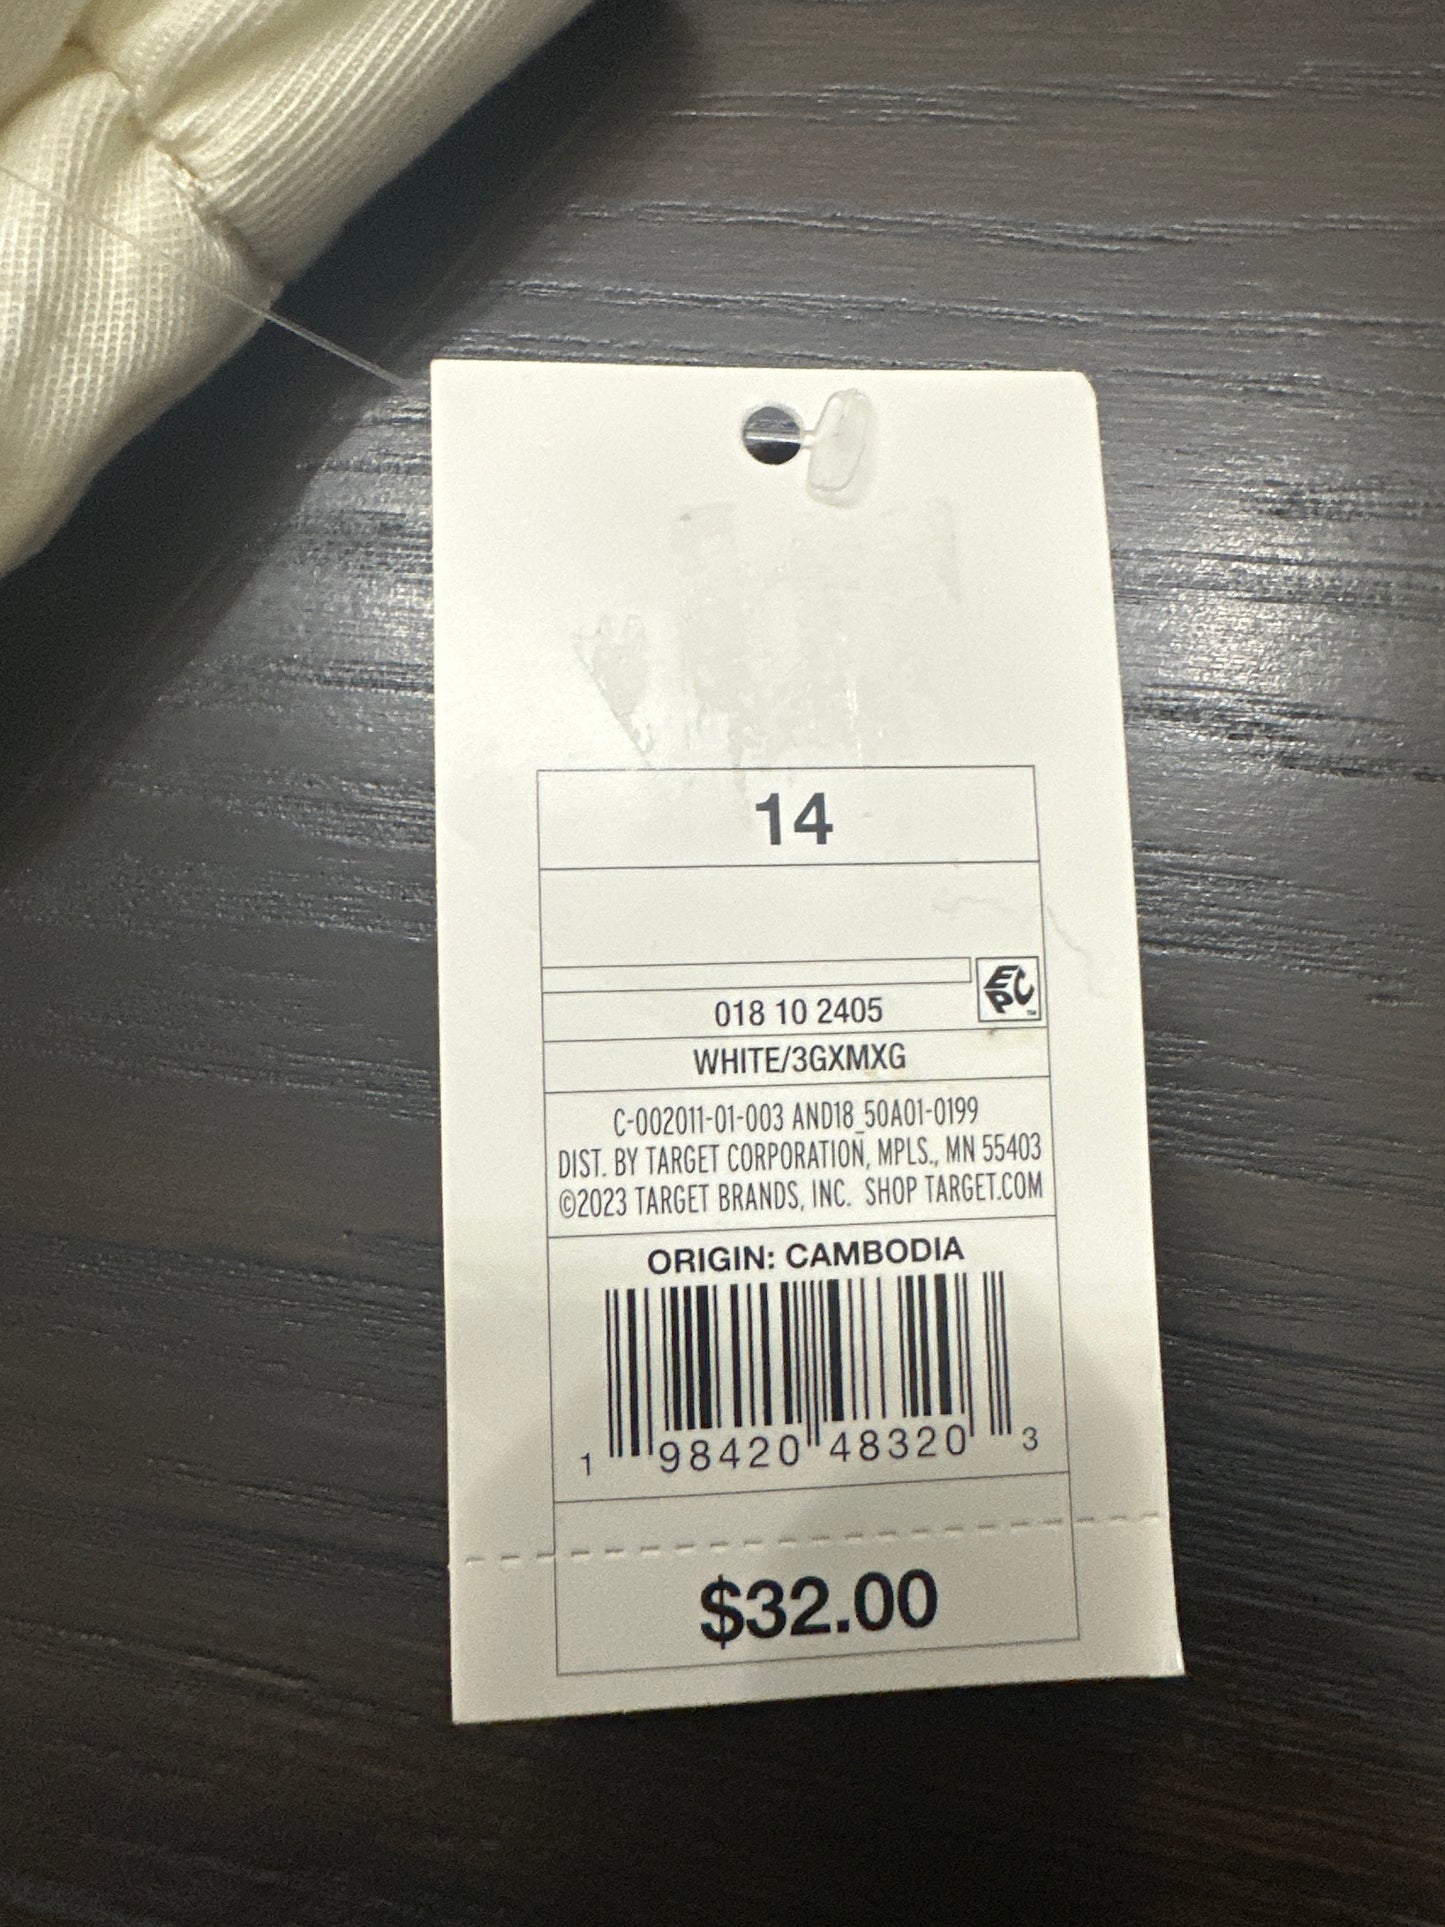 14
EPC™
018 10 2405
WHITE/3GXMXG
C-002011-01-003 AND18_50A01-0199
DIST. BY TARGET CORPORATION, MPLS., MN 55403
©2023 TARGET BRANDS, INC. SHOP TARGET.COM
ORIGIN: CAMBODIA
1 98420 48320 3
$32.00